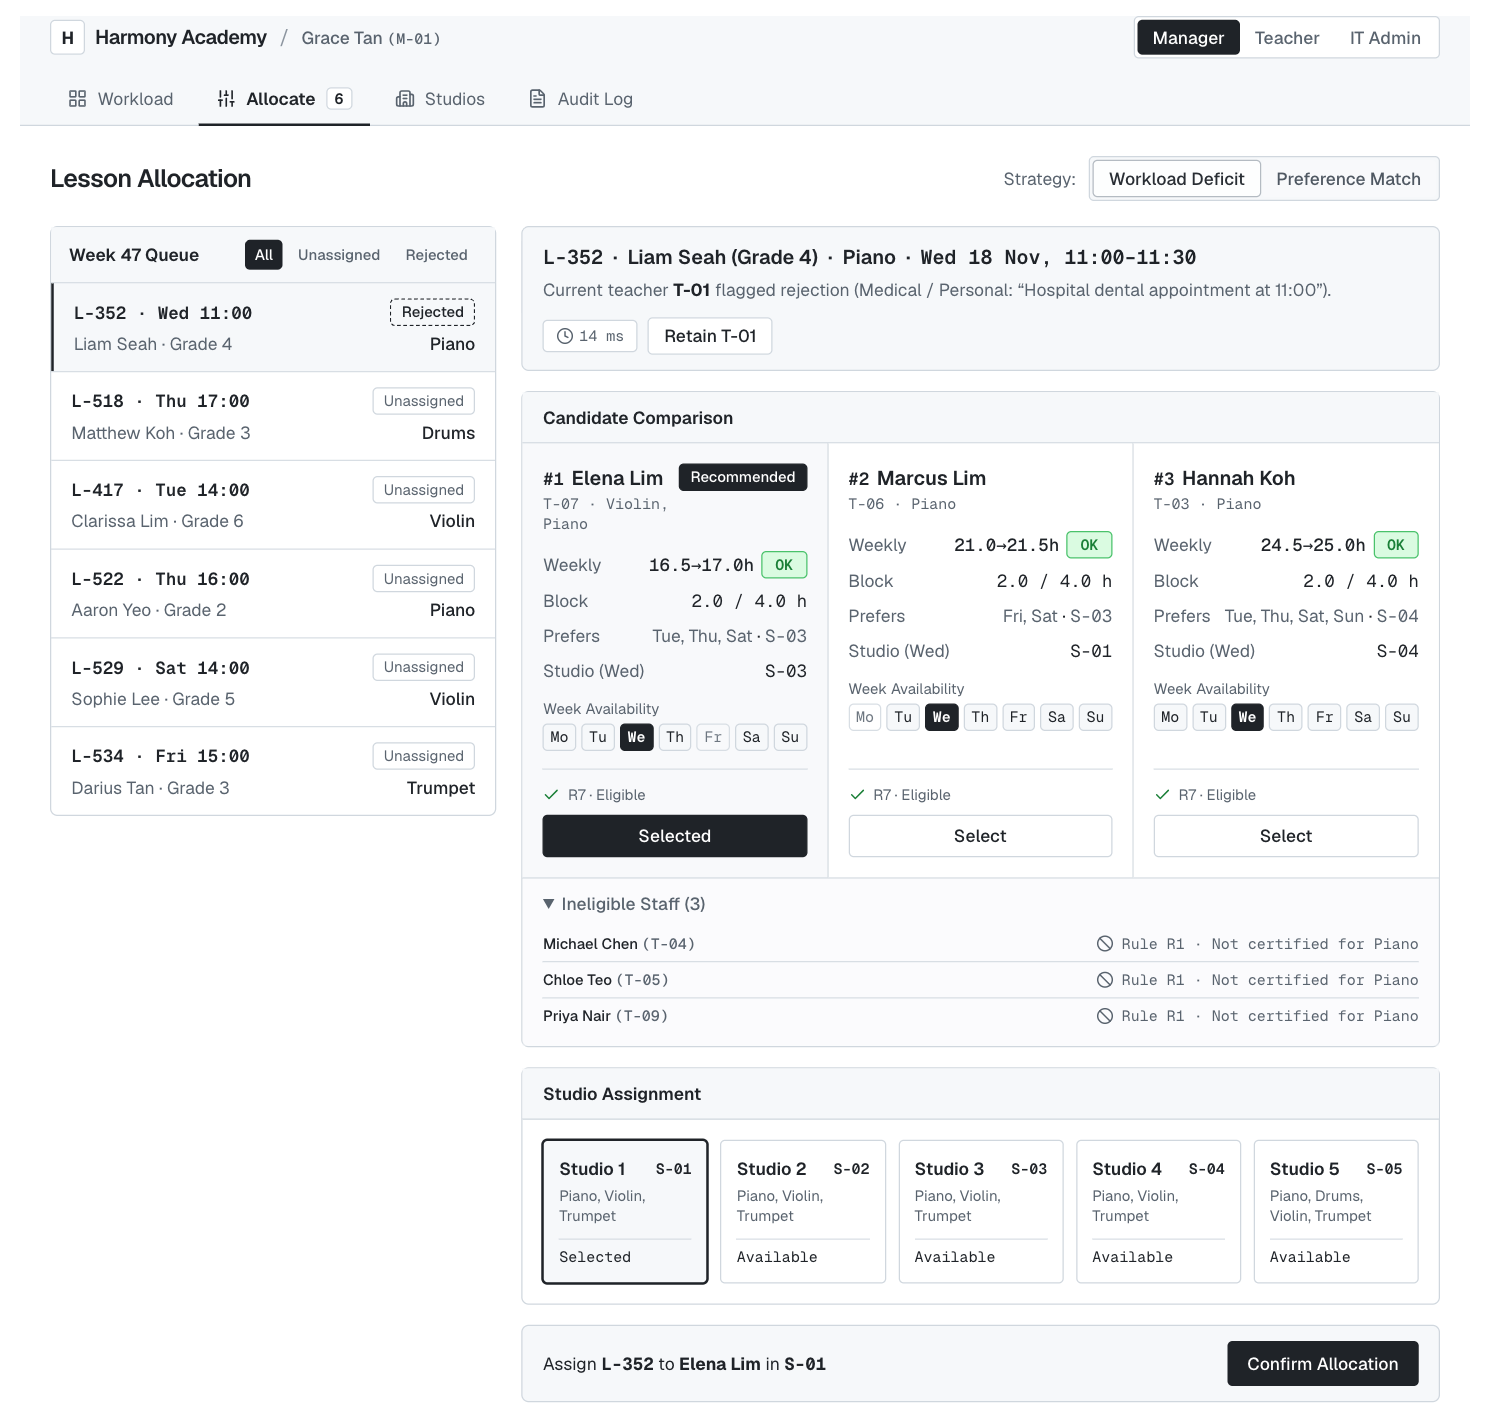 H Harmony Academy / Grace Tan (M-01)
Manager Teacher IT Admin
Workload Allocate 6 Studios Audit Log
Lesson Allocation
Strategy: Workload Deficit Preference Match
Week 47 Queue All Unassigned Rejected
L-352 · Wed 11:00 Rejected
Liam Seah · Grade 4 Piano
L-518 · Thu 17:00 Unassigned
Matthew Koh · Grade 3 Drums
L-417 · Tue 14:00 Unassigned
Clarissa Lim · Grade 6 Violin
L-522 · Thu 16:00 Unassigned
Aaron Yeo · Grade 2 Piano
L-529 · Sat 14:00 Unassigned
Sophie Lee · Grade 5 Violin
L-534 · Fri 15:00 Unassigned
Darius Tan · Grade 3 Trumpet
L-352 · Liam Seah (Grade 4) · Piano · Wed 18 Nov, 11:00–11:30
Current teacher T-01 flagged rejection (Medical / Personal: “Hospital dental appointment at 11:00”).
14 ms Retain T-01
Candidate Comparison
#1 Elena Lim Recommended
T-07 · Violin,
Piano
Weekly 16.5→17.0h OK
Block 2.0 / 4.0 h
Prefers Tue, Thu, Sat · S-03
Studio (Wed) S-03
Week Availability
Mo Tu We Th Fr Sa Su
R7 · Eligible
Selected
#2 Marcus Lim
T-06 · Piano
Weekly 21.0→21.5h OK
Block 2.0 / 4.0 h
Prefers Fri, Sat · S-03
Studio (Wed) S-01
Week Availability
Mo Tu We Th Fr Sa Su
R7 · Eligible
Select
#3 Hannah Koh
T-03 · Piano
Weekly 24.5→25.0h OK
Block 2.0 / 4.0 h
Prefers Tue, Thu, Sat, Sun · S-04
Studio (Wed) S-04
Week Availability
Mo Tu We Th Fr Sa Su
R7 · Eligible
Select
▼ Ineligible Staff (3)
Michael Chen (T-04) Rule R1 · Not certified for Piano
Chloe Teo (T-05) Rule R1 · Not certified for Piano
Priya Nair (T-09) Rule R1 · Not certified for Piano
Studio Assignment
Studio 1 S-01
Piano, Violin,
Trumpet
Selected
Studio 2 S-02
Piano, Violin,
Trumpet
Available
Studio 3 S-03
Piano, Violin,
Trumpet
Available
Studio 4 S-04
Piano, Violin,
Trumpet
Available
Studio 5 S-05
Piano, Drums,
Violin, Trumpet
Available
Assign L-352 to Elena Lim in S-01
Confirm Allocation